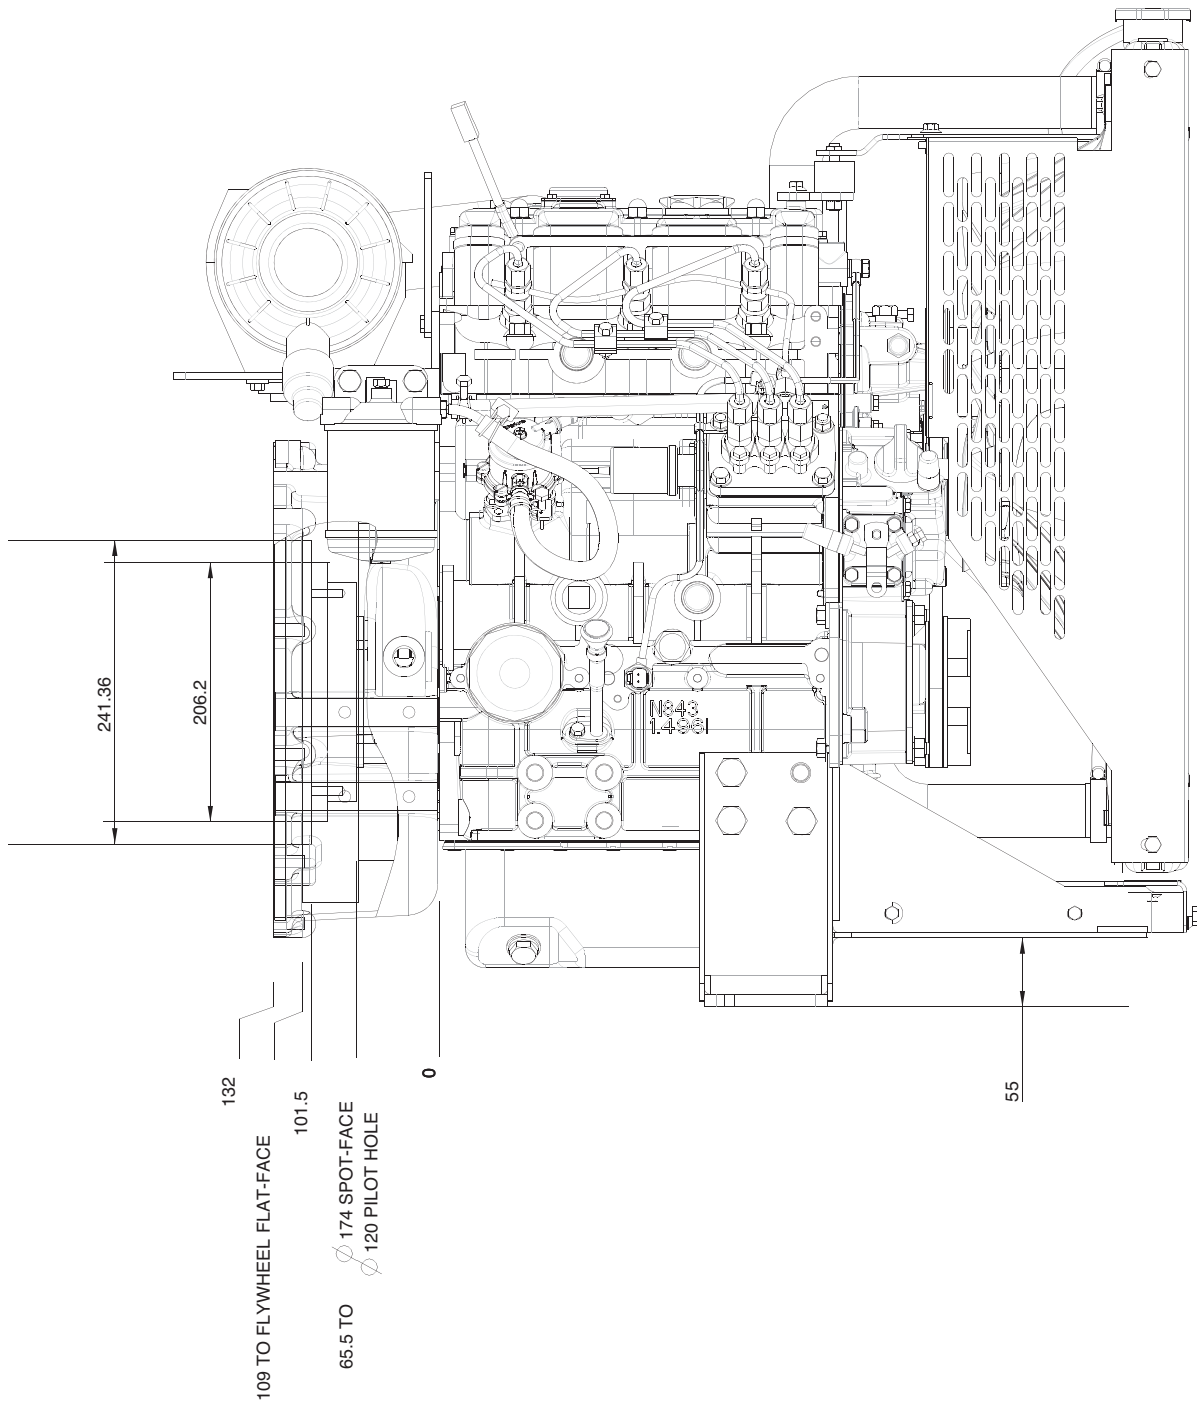 241.36
206.2
N843
1.498l
132
109 TO FLYWHEEL FLAT-FACE
101.5
65.5 TO ⌀ 174 SPOT-FACE
⌀ 120 PILOT HOLE
0
55